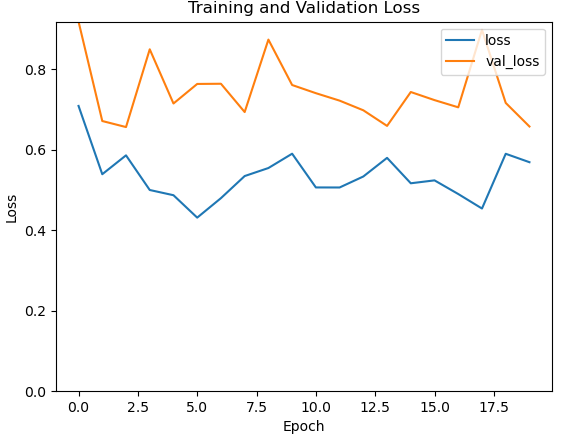 Training and Validation Loss
loss
val_loss
Loss
0.8
0.6
0.4
0.2
0.0
0.0 2.5 5.0 7.5 10.0 12.5 15.0 17.5
Epoch